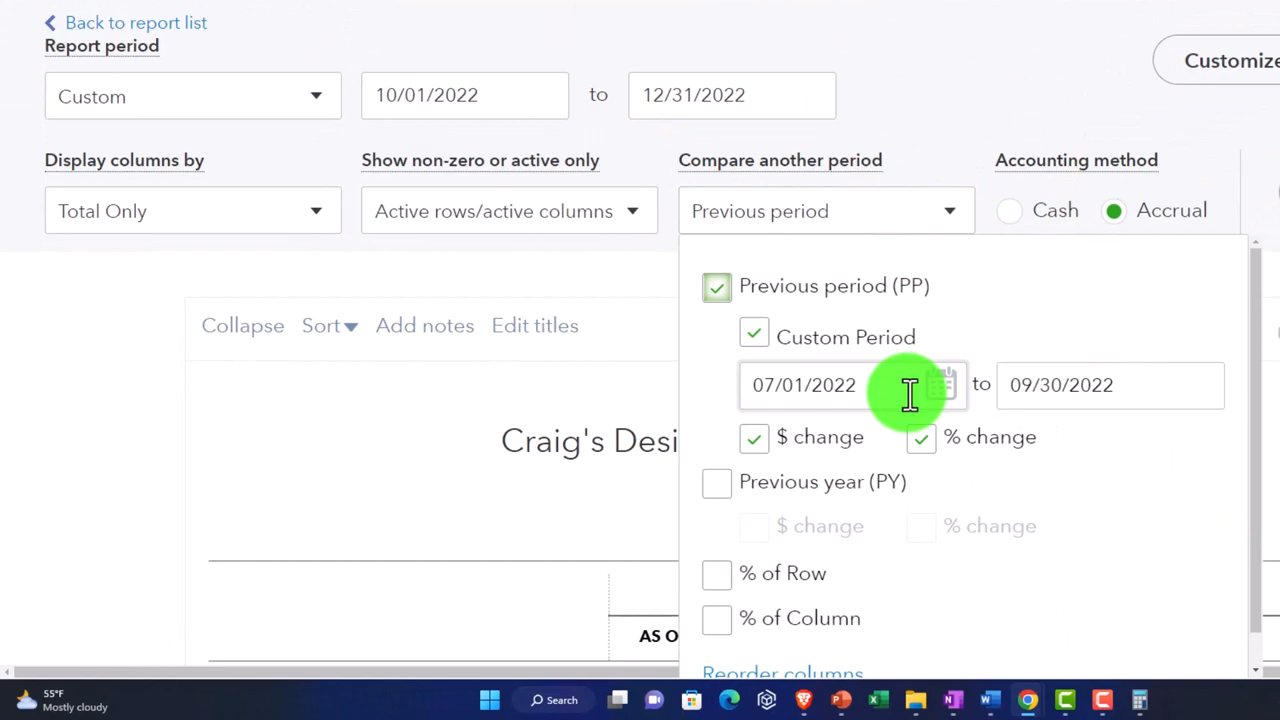 Back to report list
Report period
Custom 10/01/2022 to 12/31/2022
Customize
Display columns by Show non-zero or active only Compare another period Accounting method
Total Only Active rows/active columns Previous period Cash Accrual
Previous period (PP)
Collapse Sort Add notes Edit titles
Custom Period
07/01/2022 to 09/30/2022
Craig's Desi
$ change % change
Previous year (PY)
$ change % change
% of Row
% of Column
AS O
Reorder columns
55°F
Mostly cloudy
Search